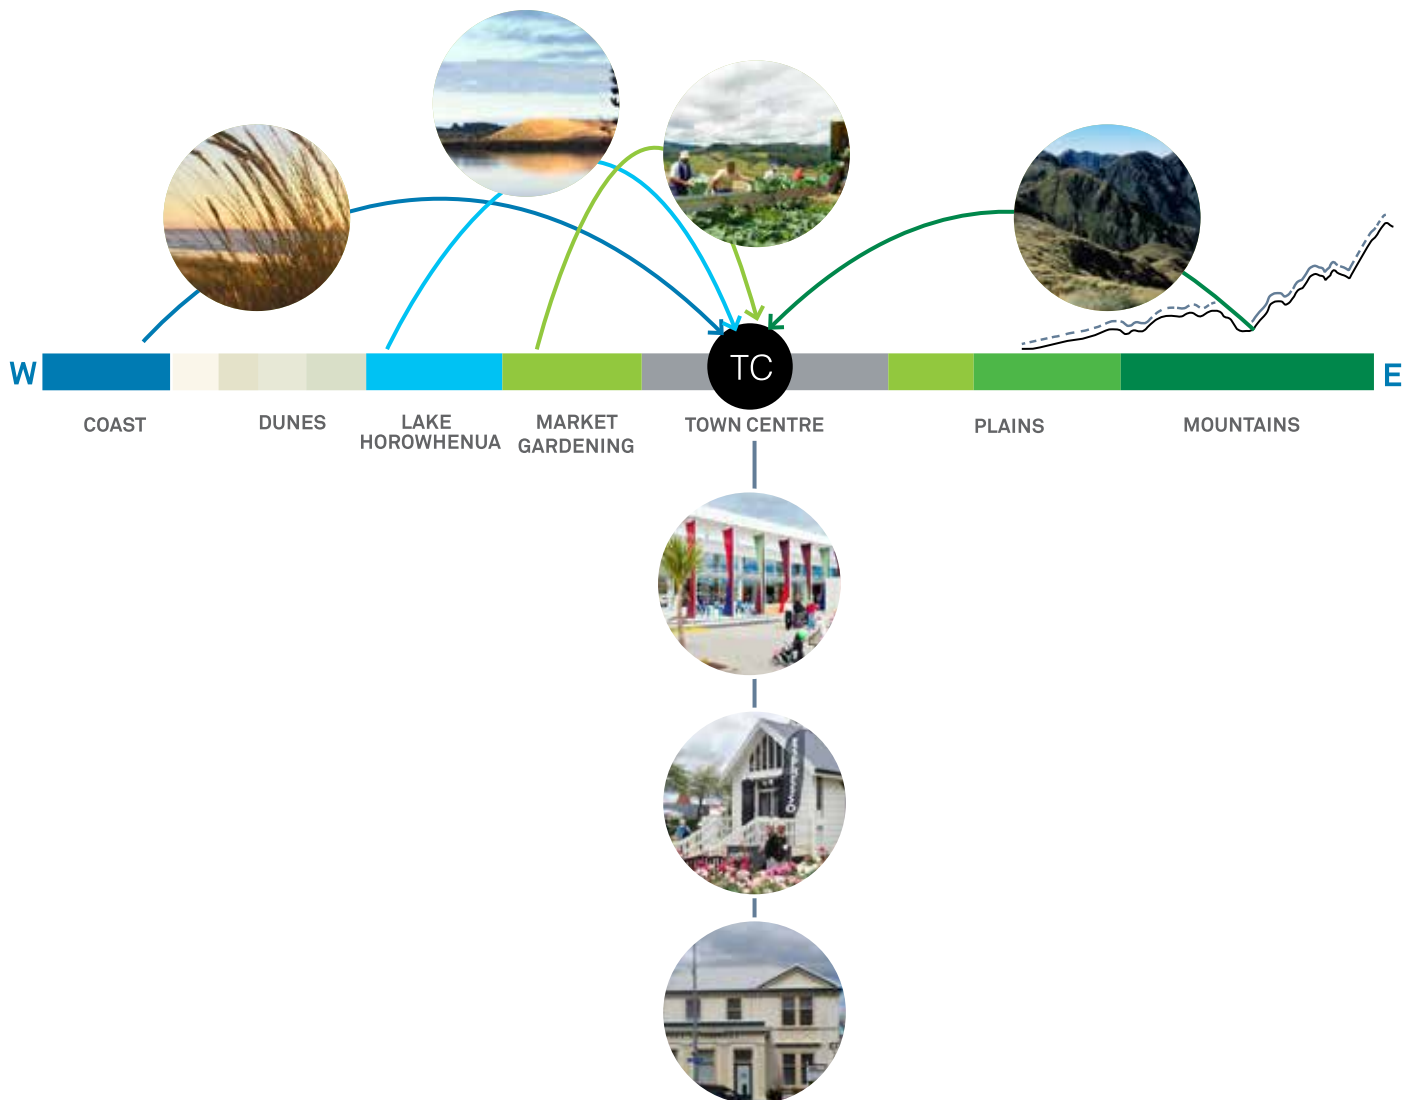 W
TC
E
COAST
DUNES
LAKE
HOROWHENUA
MARKET
GARDENING
TOWN CENTRE
PLAINS
MOUNTAINS